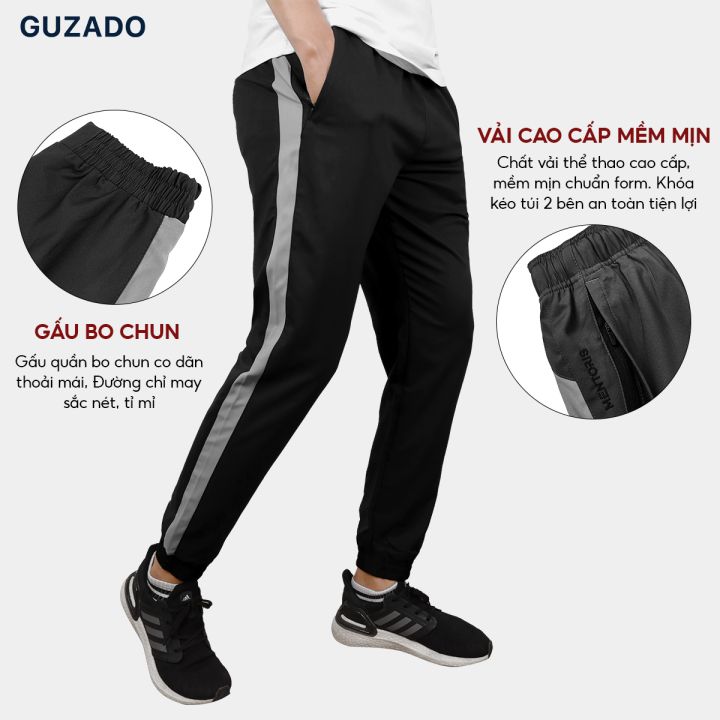 GUZADO
VẢI CAO CẤP MỀM MỊN
Chất vải thể thao cao cấp,
mềm mịn chuẩn form. Khóa
kéo túi 2 bên an toàn tiện lợi
GẤU BO CHUN
Gấu quần bo chun co dãn
thoải mái, Đường chỉ may
sắc nét, tỉ mỉ
MENTORIS